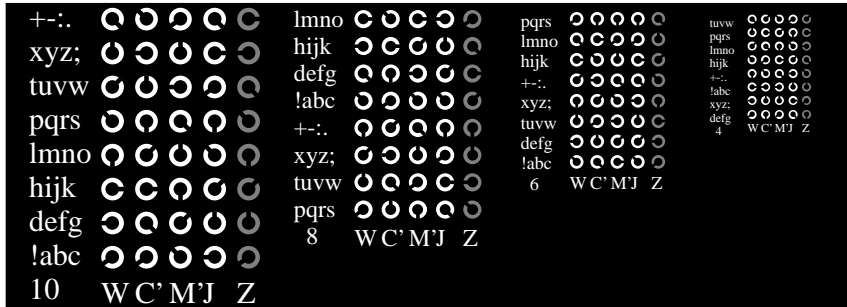 +-:.
xyz;
tuvw
pqrs
lmno
hijk
defg
!abc
10 W C' M'J Z
lmno
hijk
defg
!abc
+-:.
xyz;
tuvw
pqrs
8 W C' M'J Z
pqrs
lmno
hijk
+-:.
xyz;
tuvw
defg
!abc
6 W C' M'J Z
tuvw
pqrs
lmno
hijk
+-:.
!abc
xyz;
defg
4 W C' M'J Z